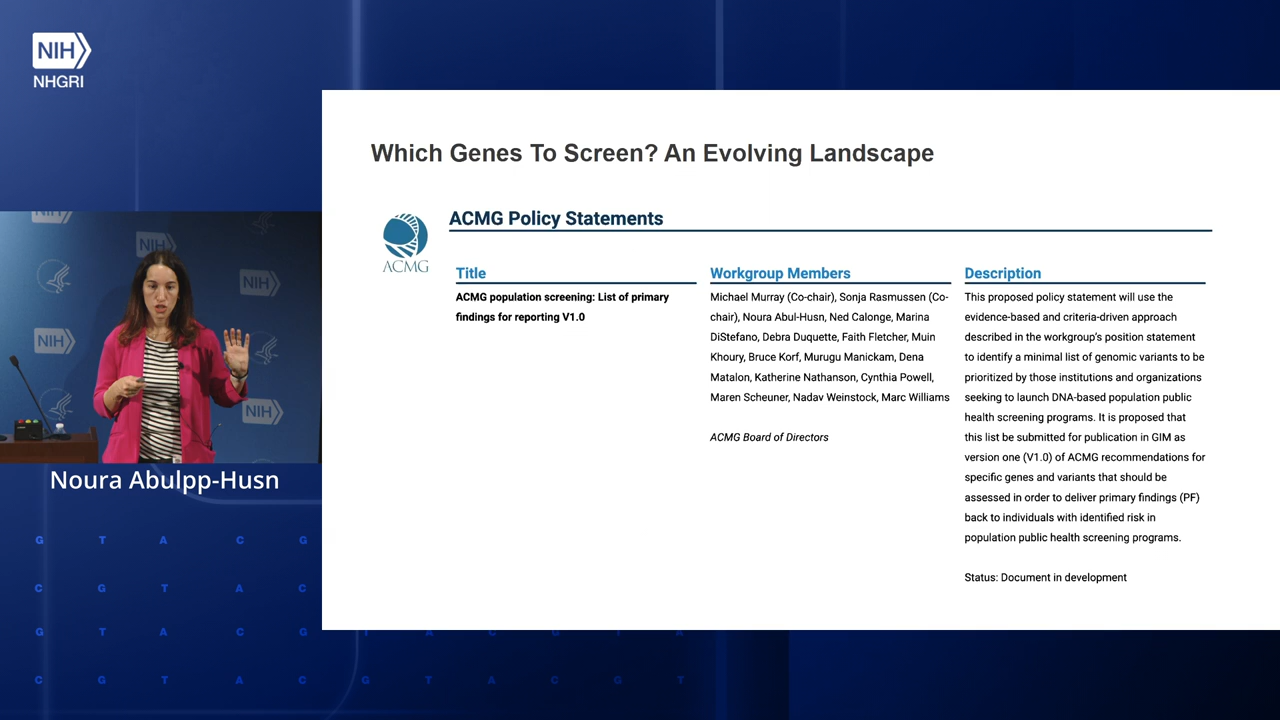 NIH
NHGRI
Which Genes To Screen? An Evolving Landscape
ACMG
ACMG Policy Statements
Title
ACMG population screening: List of primary
findings for reporting V1.0
Workgroup Members
Michael Murray (Co-chair), Sonja Rasmussen (Co-
chair), Noura Abul-Husn, Ned Calonge, Marina
DiStefano, Debra Duquette, Faith Fletcher, Muin
Khoury, Bruce Korf, Murugu Manickam, Dena
Matalon, Katherine Nathanson, Cynthia Powell,
Maren Scheuner, Nadav Weinstock, Marc Williams
ACMG Board of Directors
Description
This proposed policy statement will use the
evidence-based and criteria-driven approach
described in the workgroup's position statement
to identify a minimal list of genomic variants to be
prioritized by those institutions and organizations
seeking to launch DNA-based population public
health screening programs. It is proposed that
this list be submitted for publication in GIM as
version one (V1.0) of ACMG recommendations for
specific genes and variants that should be
assessed in order to deliver primary findings (PF)
back to individuals with identified risk in
population public health screening programs.
Status: Document in development
NIH
NIH
NIH
NIH
NIH
Noura Abulpp-Husn
G T A C G
C G T A C
G T A C G T A C G T A
C G T A C G T A C G T